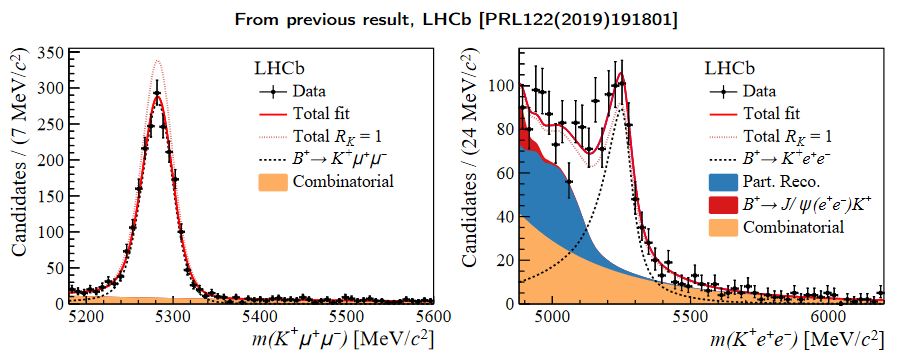 From previous result, LHCb [PRL122(2019)191801]
Candidates / (7 MeV/c²)
350
300
250
200
150
100
50
0
LHCb
Data
Total fit
Total R_K = 1
B⁺→ K⁺μ⁺μ⁻
Combinatorial
5200
5300
5400
5500
5600
m(K⁺μ⁺μ⁻) [MeV/c²]
Candidates / (24 MeV/c²)
100
80
60
40
20
0
LHCb
Data
Total fit
Total R_K = 1
B⁺→ K⁺e⁺e⁻
Part. Reco.
B⁺→ J/ψ(e⁺e⁻)K⁺
Combinatorial
5000
5500
6000
m(K⁺e⁺e⁻) [MeV/c²]